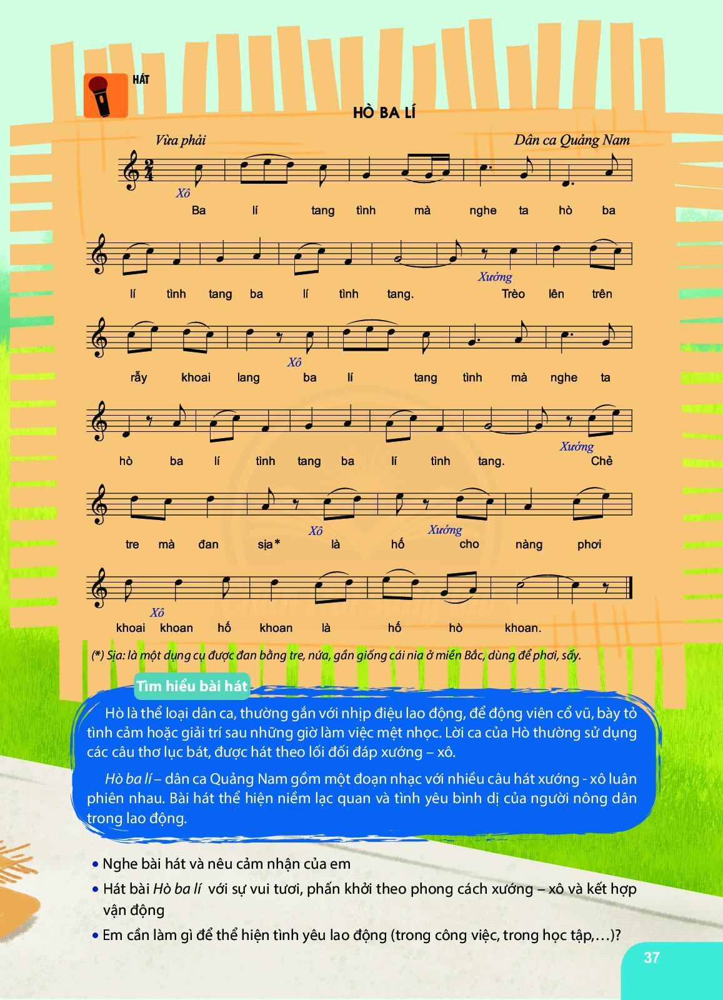 HÁT
HÒ BA LÍ
Vừa phải
Dân ca Quảng Nam
2
4
Xô
Ba lí tang tình mà nghe ta hò ba
Xướng
lí tình tang ba lí tình tang. Trèo lên trên
Xô
rẫy khoai lang ba lí tang tình mà nghe ta
Xướng
hò ba lí tình tang ba lí tình tang. Chẻ
Xô Xướng
tre mà đan sịa* là hố cho nàng phơi
Xô
khoai khoan hố khoan là hố hò khoan.
(*) Sịa: là một dụng cụ được đan bằng tre, nứa, gần giống cái nia ở miền Bắc, dùng để phơi, sấy.
Tìm hiểu bài hát
Hò là thể loại dân ca, thường gắn với nhịp điệu lao động, để động viên cổ vũ, bày tỏ
tình cảm hoặc giải trí sau những giờ làm việc mệt nhọc. Lời ca của Hò thường sử dụng
các câu thơ lục bát, được hát theo lối đối đáp xướng – xô.
Hò ba lí – dân ca Quảng Nam gồm một đoạn nhạc với nhiều câu hát xướng - xô luân
phiên nhau. Bài hát thể hiện niềm lạc quan và tình yêu bình dị của người nông dân
trong lao động.
• Nghe bài hát và nêu cảm nhận của em
• Hát bài Hò ba lí với sự vui tươi, phấn khởi theo phong cách xướng – xô và kết hợp
vận động
• Em cần làm gì để thể hiện tình yêu lao động (trong công việc, trong học tập,…)?
37